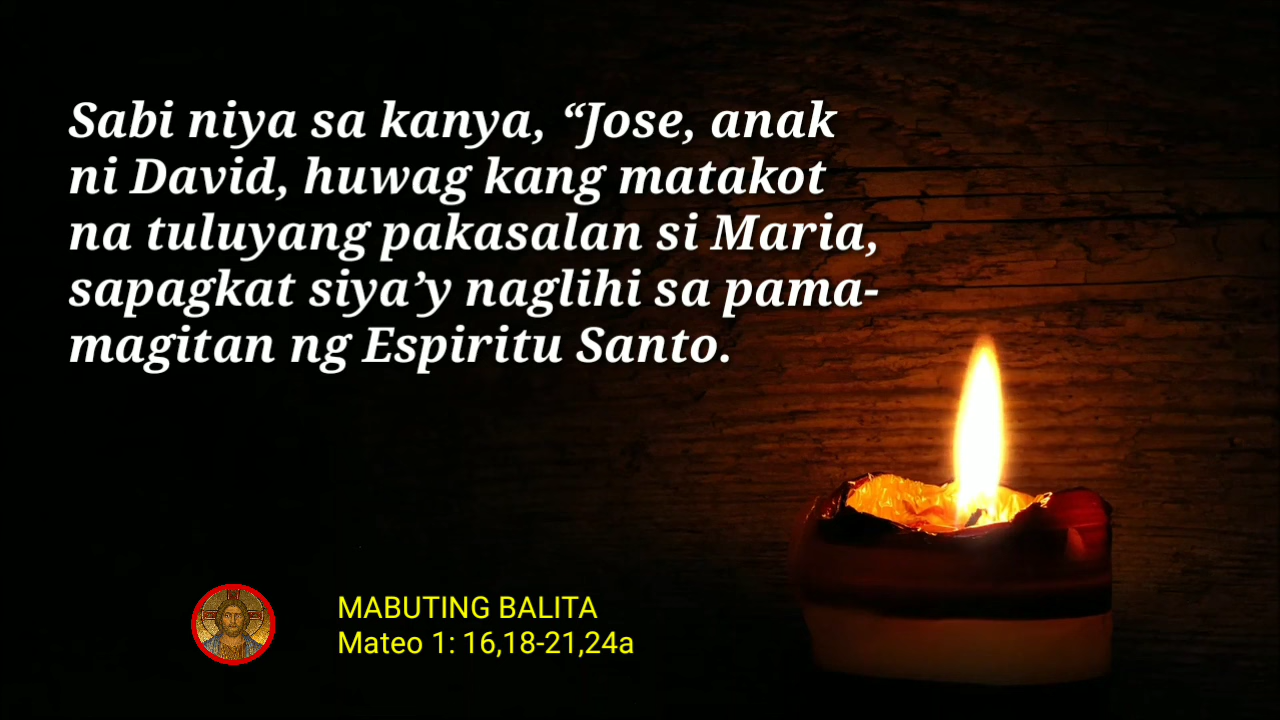 Sabi niya sa kanya, “Jose, anak
ni David, huwag kang matakot
na tuluyang pakasalan si Maria,
sapagkat siya’y naglihi sa pama-
magitan ng Espiritu Santo.
MABUTING BALITA
Mateo 1: 16,18-21,24a